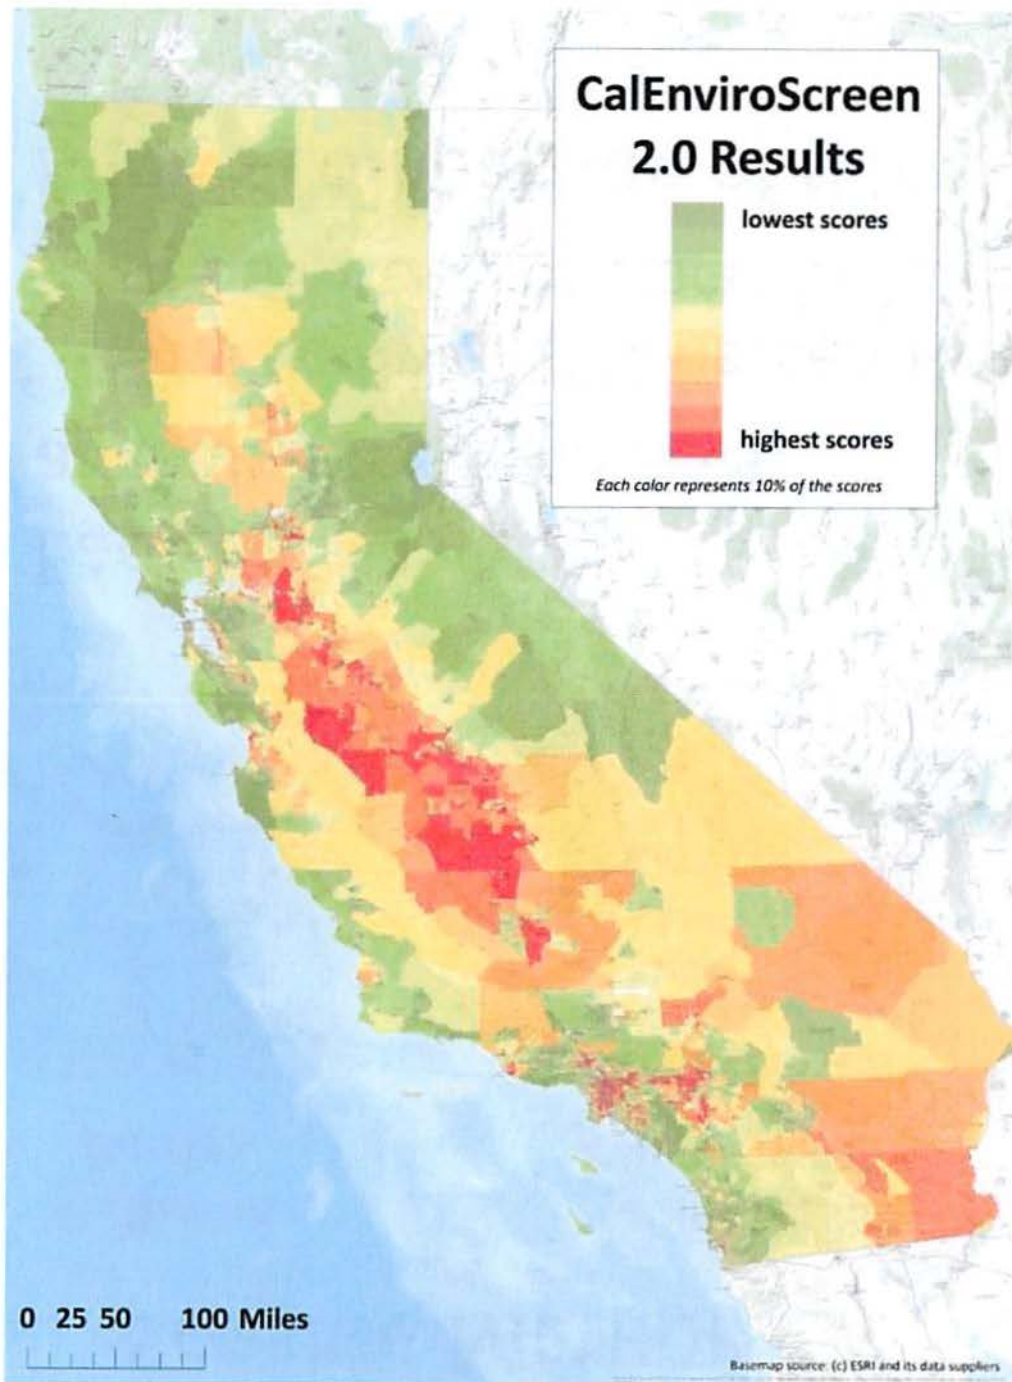 CalEnviroScreen
2.0 Results
lowest scores
highest scores
Each color represents 10% of the scores
0 25 50 100 Miles
Basemap source: (c) ESRI and its data suppliers